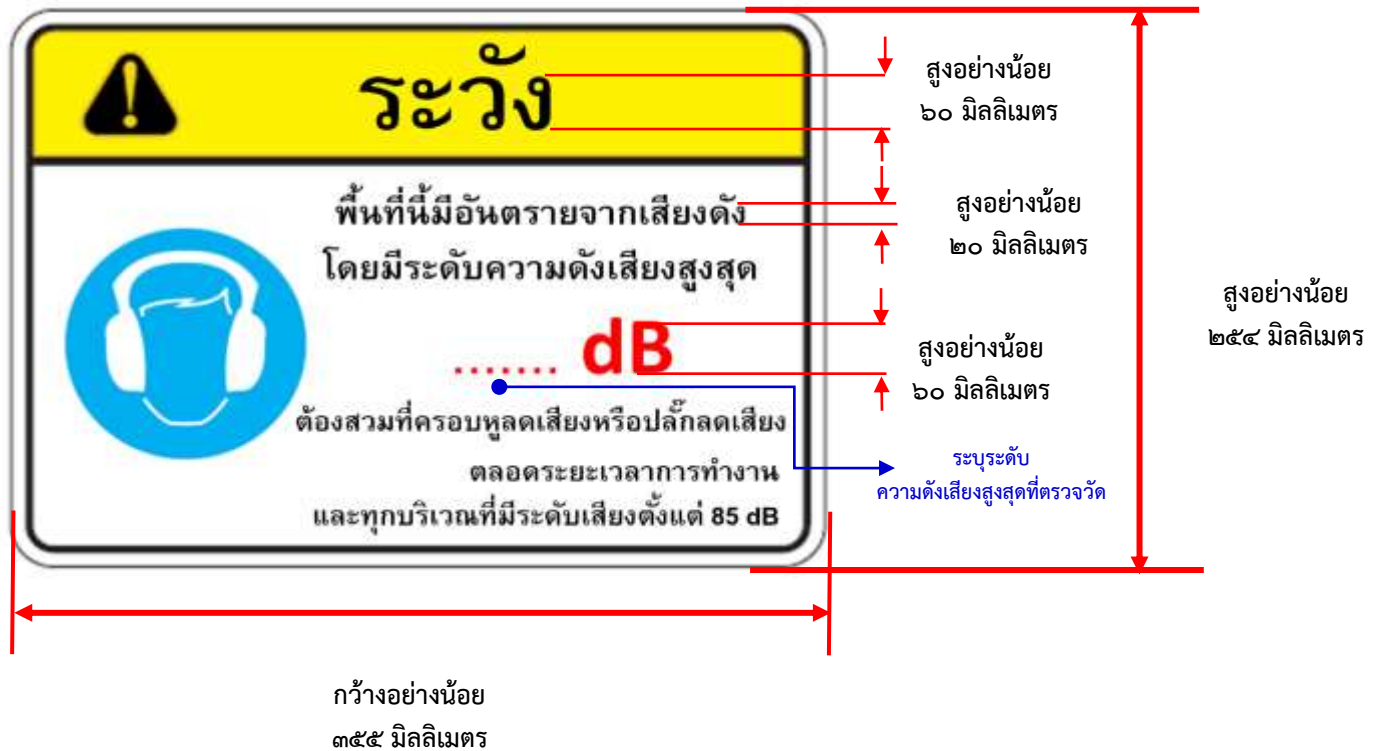 ระวัง
พื้นที่นี้มีอันตรายจากเสียงดัง
โดยมีระดับความดังเสียงสูงสุด
....... dB
ต้องสวมที่ครอบหูลดเสียงหรือปลั๊กลดเสียง
ตลอดระยะเวลาการทำงาน
และทุกบริเวณที่มีระดับเสียงตั้งแต่ 85 dB
สูงอย่างน้อย
๖๐ มิลลิเมตร
สูงอย่างน้อย
๒๐ มิลลิเมตร
สูงอย่างน้อย
๖๐ มิลลิเมตร
ระบุระดับ
ความดังเสียงสูงสุดที่ตรวจวัด
สูงอย่างน้อย
๒๕๔ มิลลิเมตร
กว้างอย่างน้อย
๓๕๕ มิลลิเมตร